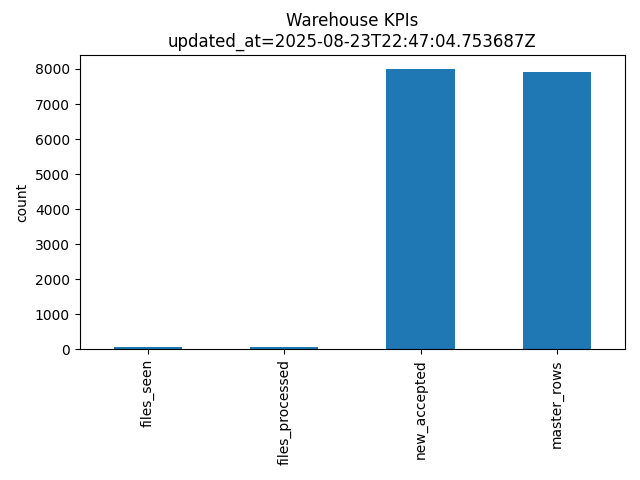 Warehouse KPIs
updated_at=2025-08-23T22:47:04.753687Z
count
8000
7000
6000
5000
4000
3000
2000
1000
0
files_seen
files_processed
new_accepted
master_rows